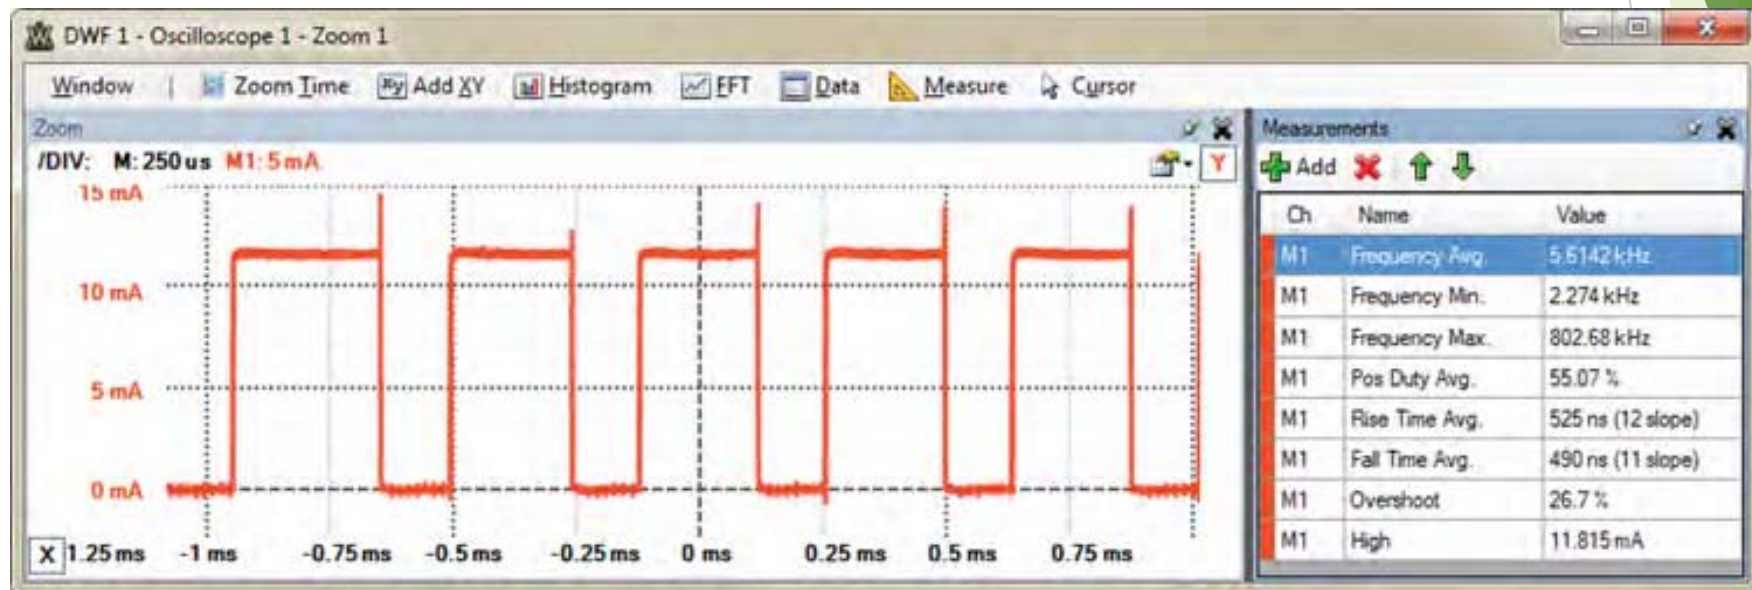 DWF 1 - Oscilloscope 1 - Zoom 1
Window | Zoom Time Add XY Histogram FFT Data Measure Cursor
Zoom
/DIV: M: 250 us M1: 5 mA
Y
15 mA
10 mA
5 mA
0 mA
X 1.25 ms -1 ms -0.75 ms -0.5 ms -0.25 ms 0 ms 0.25 ms 0.5 ms 0.75 ms
Measurements
Add
Ch Name Value
M1 Frequency Avg. 5.6142 kHz
M1 Frequency Min. 2.274 kHz
M1 Frequency Max. 802.68 kHz
M1 Pos Duty Avg. 55.07 %
M1 Rise Time Avg. 525 ns (12 slope)
M1 Fall Time Avg. 490 ns (11 slope)
M1 Overshoot 26.7 %
M1 High 11.815 mA